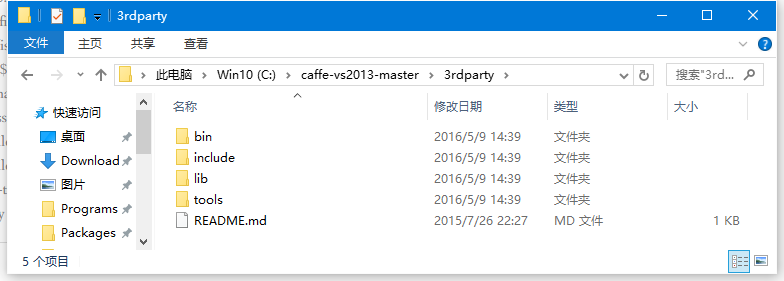 3rdparty
文件 主页 共享 查看
此电脑 Win10 (C:) caffe-vs2013-master 3rdparty 搜索"3rd...
快速访问
桌面
Download
图片
Programs
Packages
名称 修改日期 类型 大小
bin 2016/5/9 14:39 文件夹
include 2016/5/9 14:39 文件夹
lib 2016/5/9 14:39 文件夹
tools 2016/5/9 14:39 文件夹
README.md 2015/7/26 22:27 MD 文件 1 KB
5 个项目